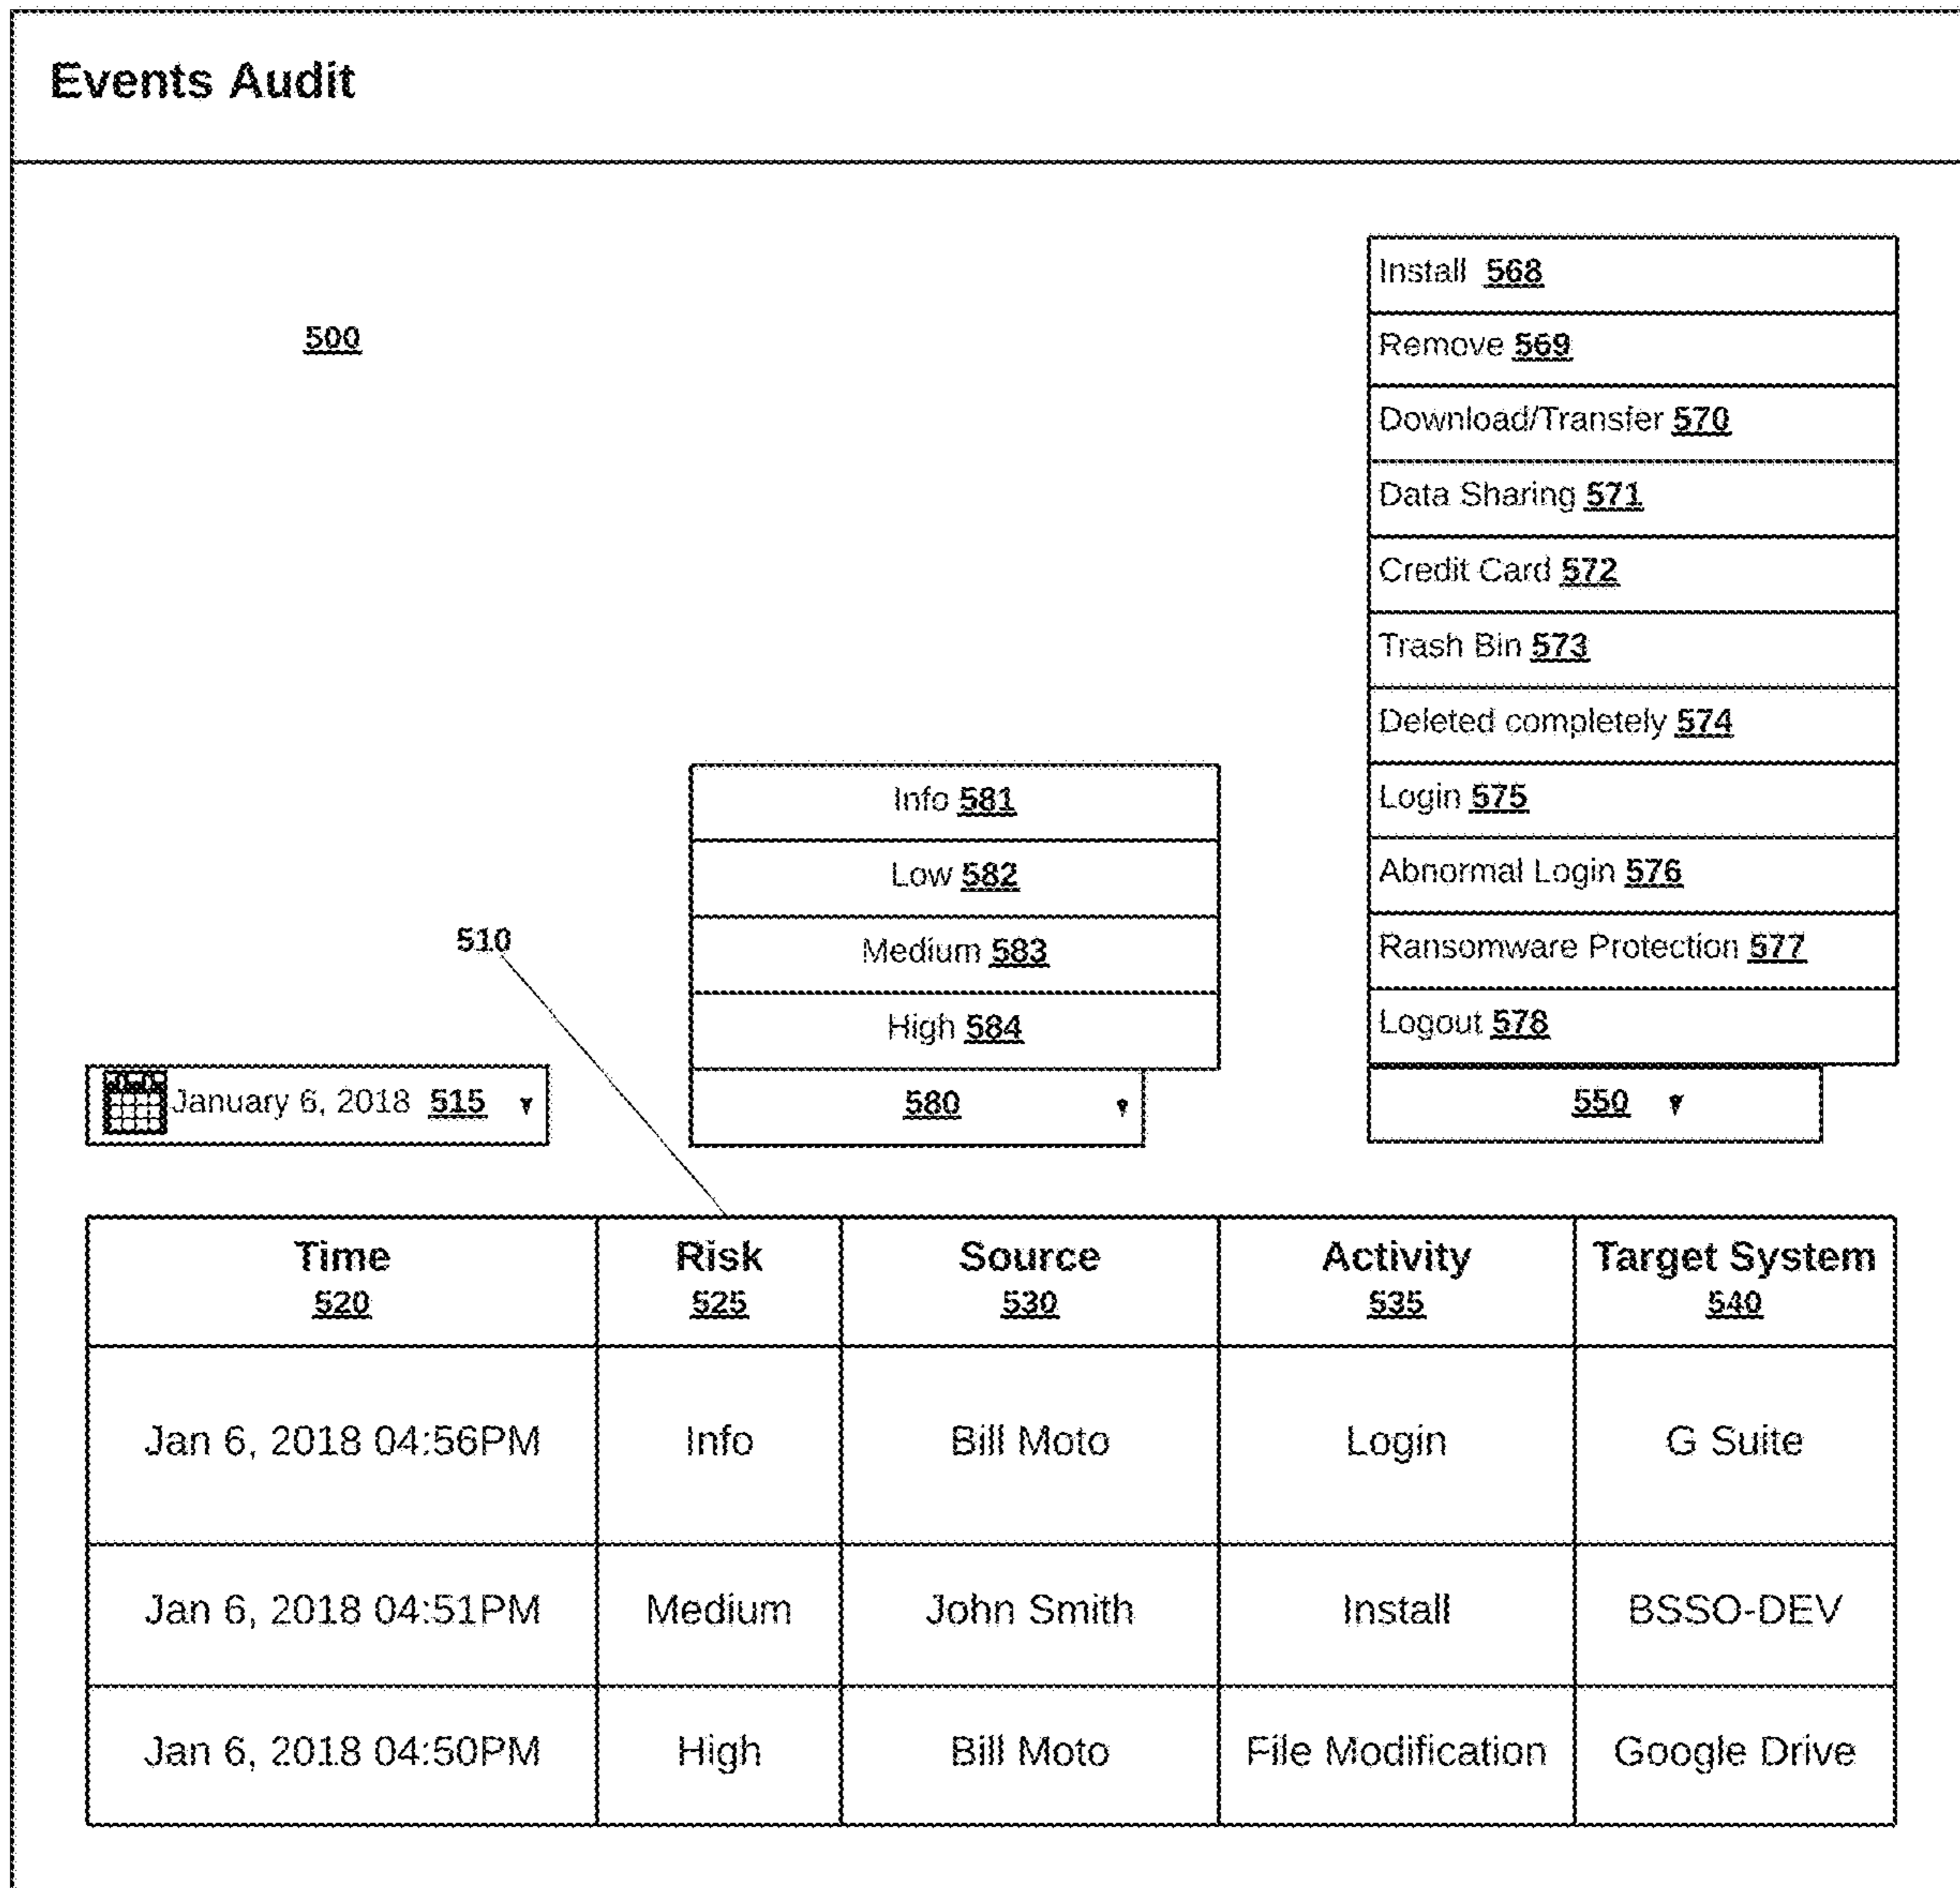 Events Audit
500
Install 568
Remove 569
Download/Transfer 570
Data Sharing 571
Credit Card 572
Trash Bin 573
Deleted completely 574
Login 575
Abnormal Login 576
Ransomware Protection 577
Logout 578
Info 581
Low 582
Medium 583
High 584
510
January 6, 2018 515
580
550
Time Risk Source Activity Target System
520 525 530 535 540
Jan 6, 2018 04:56PM Info Bill Moto Login G Suite
Jan 6, 2018 04:51PM Medium John Smith Install BSSO-DEV
Jan 6, 2018 04:50PM High Bill Moto File Modification Google Drive